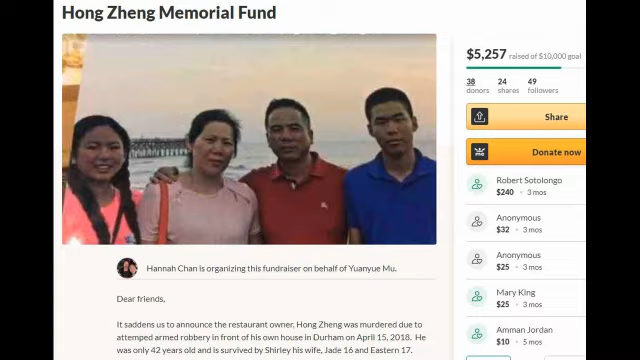 Hong Zheng Memorial Fund
$5,257 raised of $10,000 goal
38 24 49
donors shares followers
Share
Donate now
Robert Sotolongo
$240 • 3 mos
Anonymous
$32 • 3 mos
Anonymous
$25 • 3 mos
Mary King
$25 • 3 mos
Amman Jordan
$10 • 5 mos
Hannah Chan is organizing this fundraiser on behalf of Yuanyue Mu.
Dear friends,
It saddens us to announce the restaurant owner, Hong Zheng was murdered due to
attemped armed robbery in front of his own house in Durham on April 15, 2018. He
was only 42 years old and is survived by Shirley his wife, Jade 16 and Eastern 17.